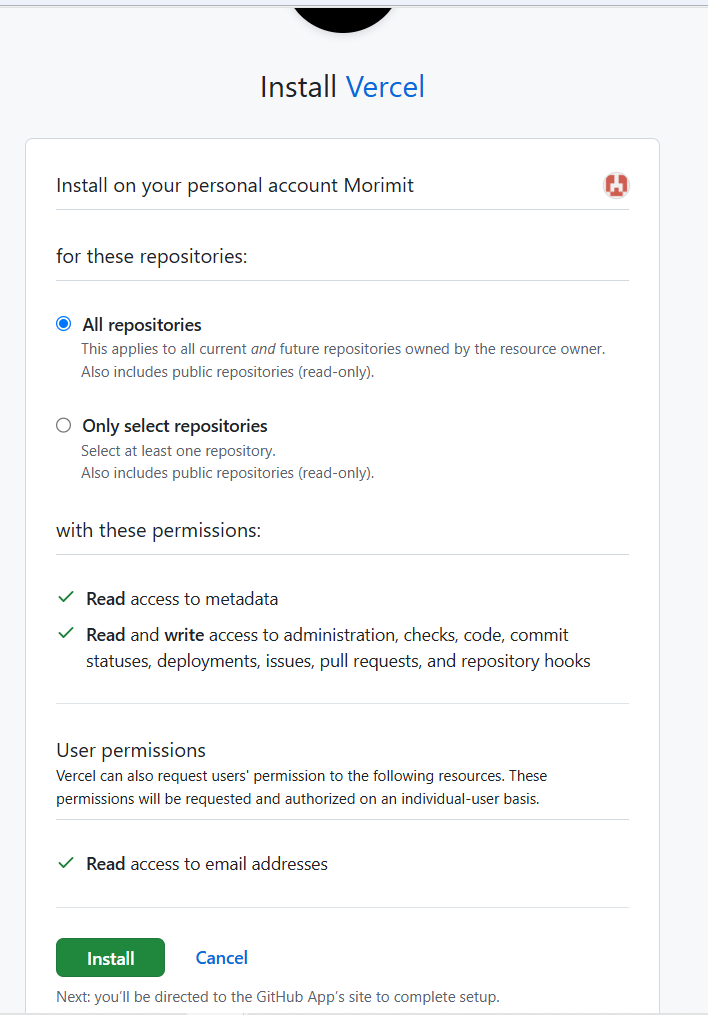 Install Vercel
Install on your personal account Morimit
for these repositories:
All repositories
This applies to all current and future repositories owned by the resource owner.
Also includes public repositories (read-only).
Only select repositories
Select at least one repository.
Also includes public repositories (read-only).
with these permissions:
Read access to metadata
Read and write access to administration, checks, code, commit
statuses, deployments, issues, pull requests, and repository hooks
User permissions
Vercel can also request users' permission to the following resources. These
permissions will be requested and authorized on an individual-user basis.
Read access to email addresses
Install Cancel
Next: you'll be directed to the GitHub App's site to complete setup.